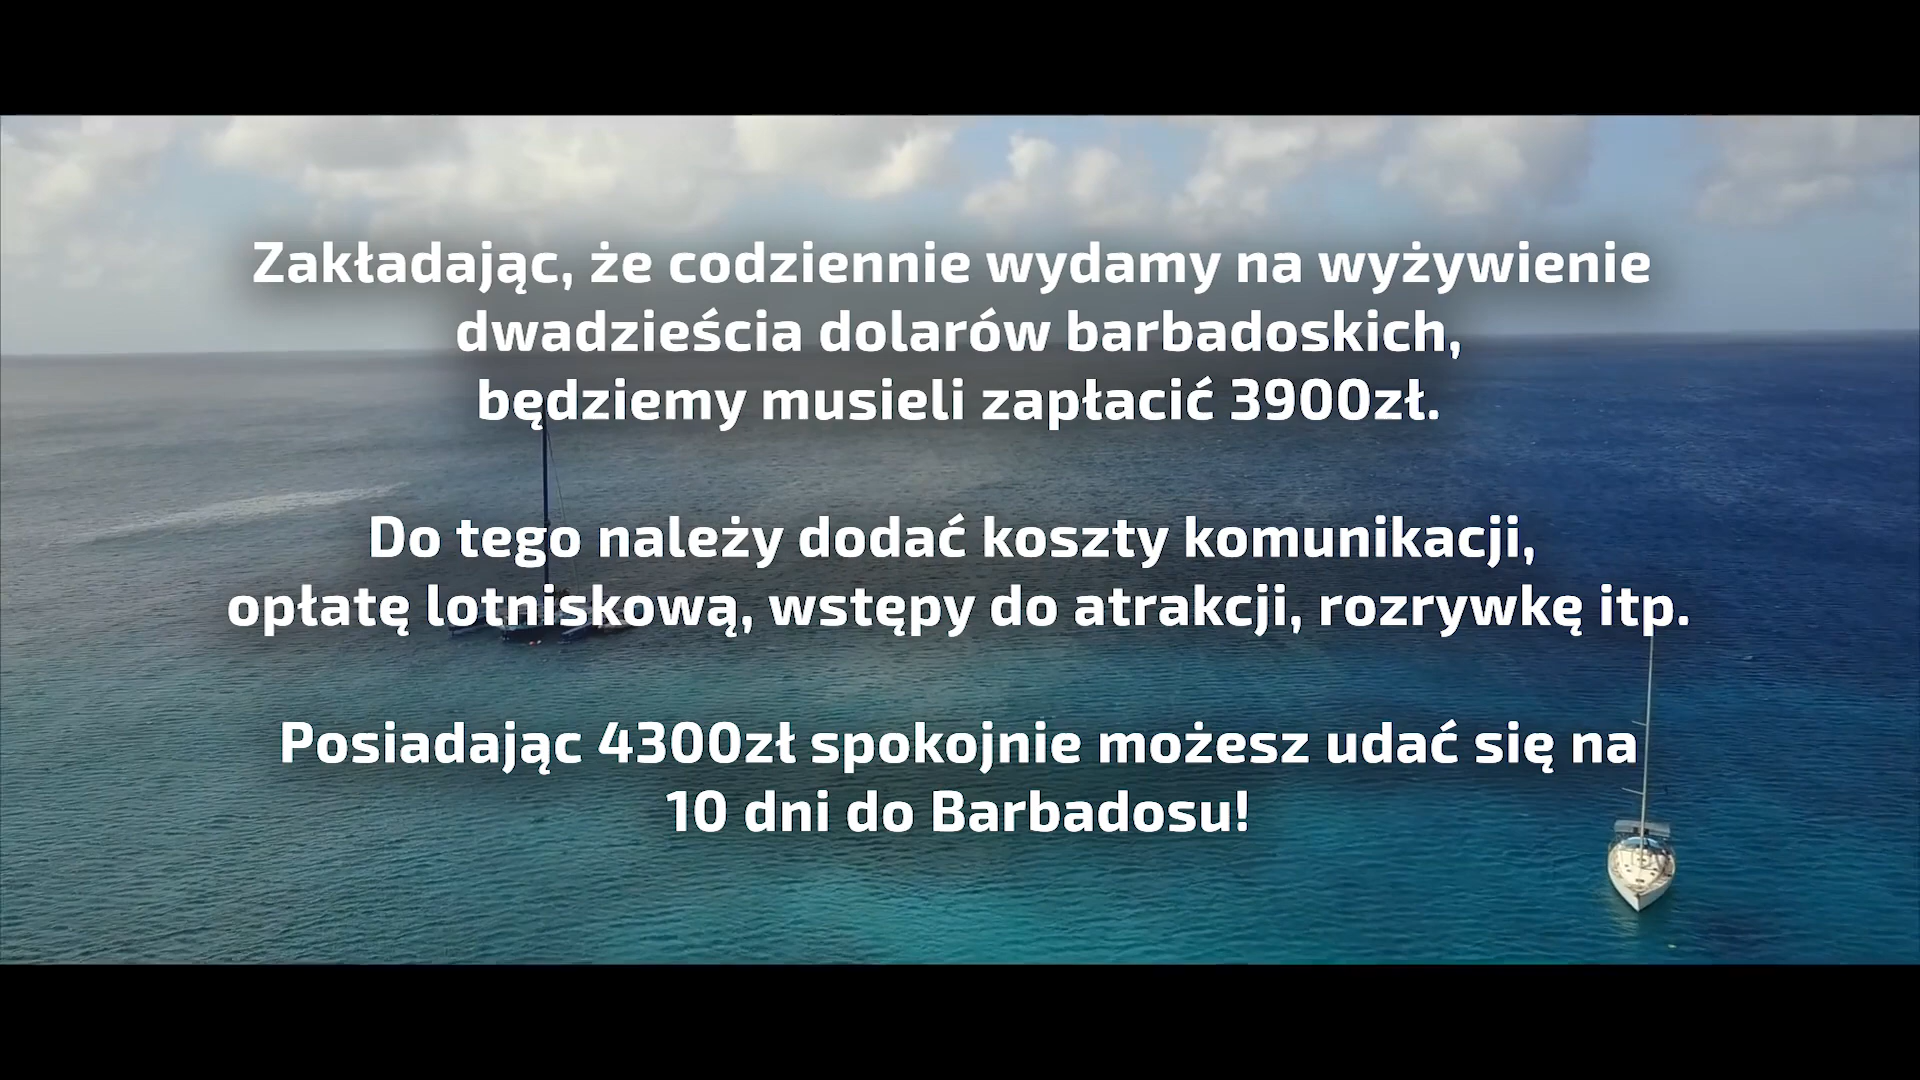 Zakładając, że codziennie wydamy na wyżywienie
dwadzieścia dolarów barbadoskich,
będziemy musieli zapłacić 3900zł.
Do tego należy dodać koszty komunikacji,
opłatę lotniskową, wstępy do atrakcji, rozrywkę itp.
Posiadając 4300zł spokojnie możesz udać się na
10 dni do Barbadosu!